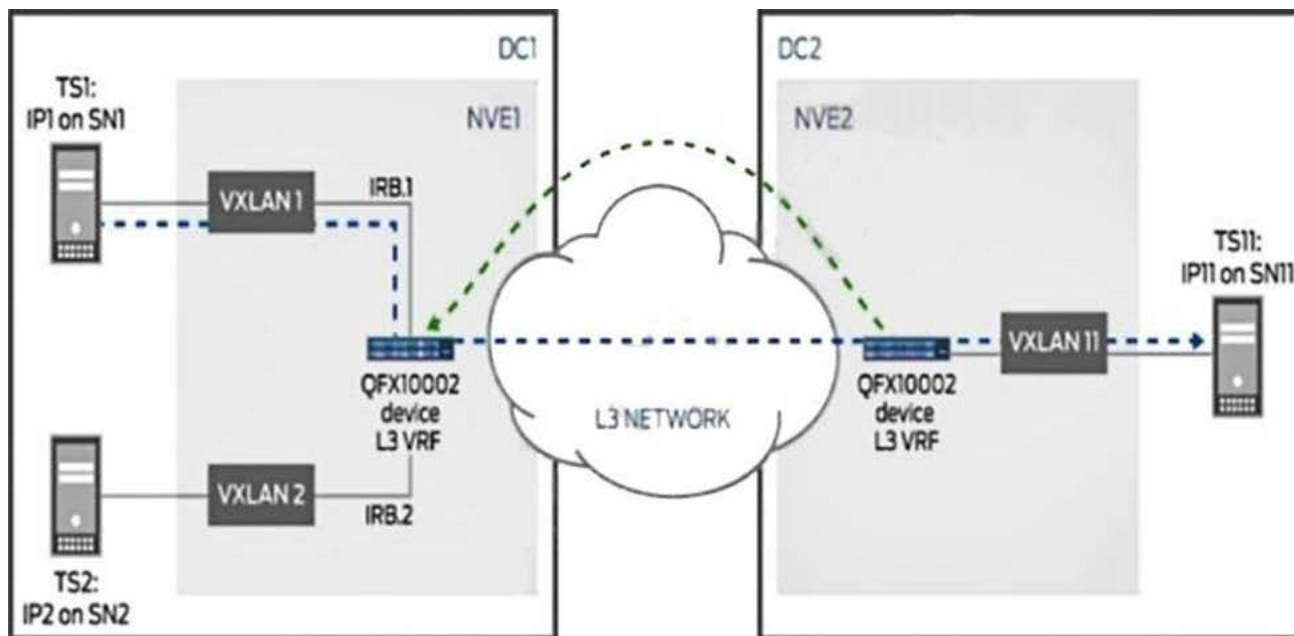 DC1
DC2
TS1:
IP1 on SN1
NVE1
NVE2
VXLAN 1
IRB.1
TS11:
IP11 on SN11
VXLAN 11
QFX10002
device
L3 VRF
L3 NETWORK
QFX10002
device
L3 VRF
VXLAN 2
IRB.2
TS2:
IP2 on SN2